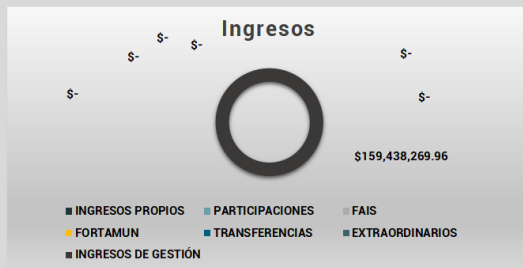 Ingresos
$-
$-
$-
$-
$-
$-
$159,438,269.96
INGRESOS PROPIOS
PARTICIPACIONES
FAIS
FORTAMUN
TRANSFERENCIAS
EXTRAORDINARIOS
INGRESOS DE GESTIÓN